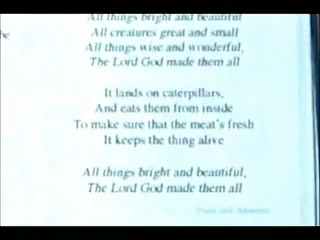 All things bright and beautiful
All creatures great and small
All things wise and wonderful,
The Lord God made them all
It lands on caterpillars,
And eats them from inside
To make sure that the meat's fresh
It keeps the thing alive
All things bright and beautiful,
The Lord God made them all